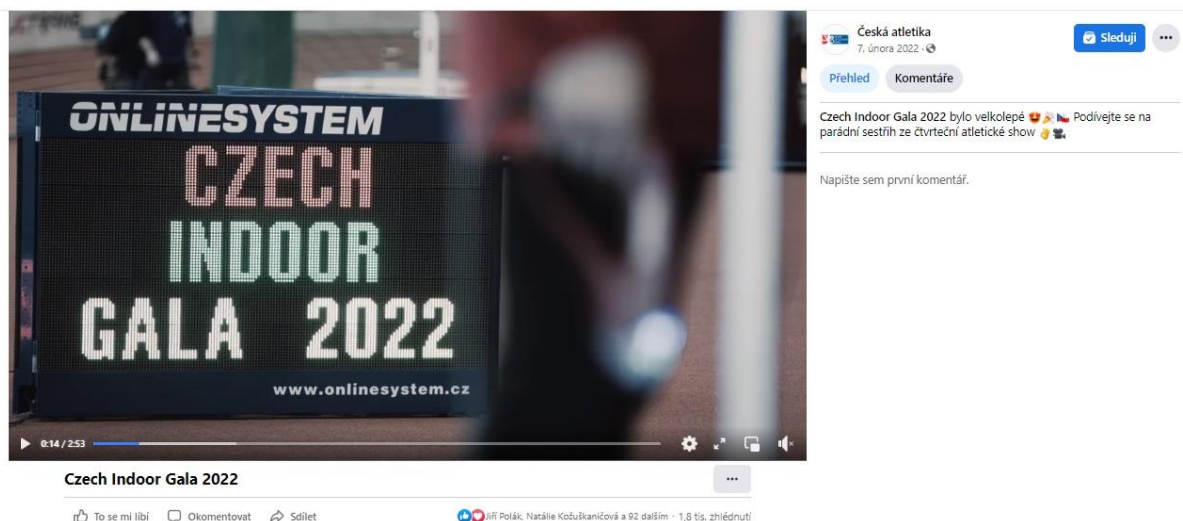 ONLINESYSTEM
CZECH
INDOOR
GALA 2022
www.onlinesystem.cz
0:14 / 2:53
Czech Indoor Gala 2022
To se mi líbí
Okomentovat
Sdílet
Jiří Polák, Natálie Kožuškaničová a 92 dalším · 1,8 tis. zhlédnutí
Česká atletika
7. února 2022
Sleduji
Přehled
Komentáře
Czech Indoor Gala 2022 bylo velkolepé 😍🎉🇨🇿 Podívejte se na
parádní sestřih ze čtvrteční atletické show 👌🎥
Napište sem první komentář.